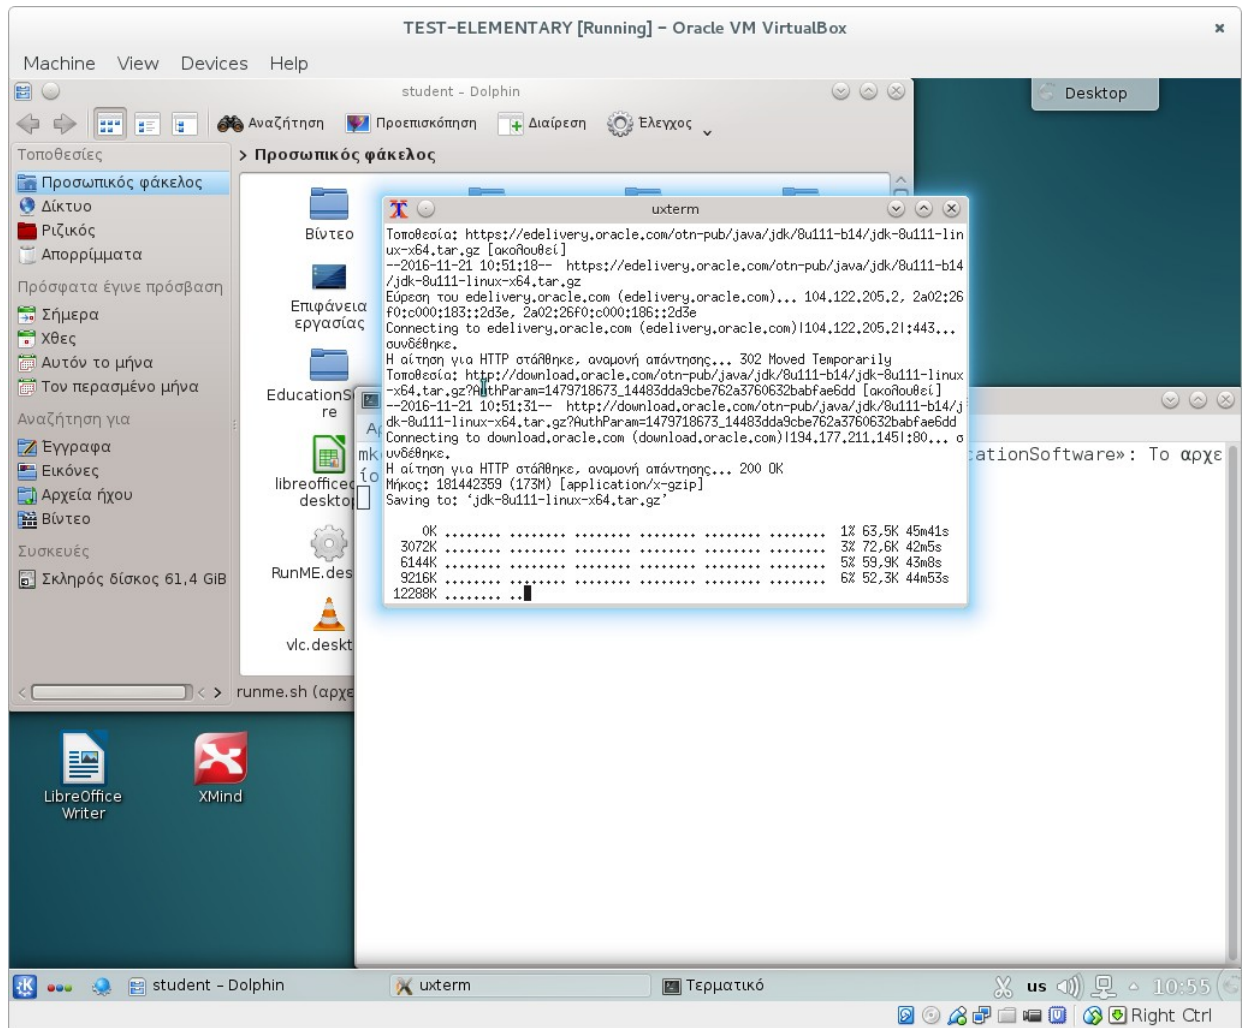 TEST-ELEMENTARY [Running] - Oracle VM VirtualBox
Machine View Devices Help
student - Dolphin
Desktop
Αναζήτηση Προεπισκόπηση Διαίρεση Έλεγχος
Τοποθεσίες
> Προσωπικός φάκελος
Προσωπικός φάκελος
Δίκτυο
Ριζικός
Απορρίμματα
Πρόσφατα έγινε πρόσβαση
Σήμερα
Χθες
Αυτόν το μήνα
Τον περασμένο μήνα
Αναζήτηση για
Έγγραφα
Εικόνες
Αρχεία ήχου
Βίντεο
Συσκευές
Σκληρός δίσκος 61,4 GiB
Βίντεο
Επιφάνεια
εργασίας
EducationS
re
libreoffice
deskto
RunME.des
vlc.deskt
runme.sh (αρχε
uxterm
Τοποθεσία: https://edelivery.oracle.com/otn-pub/java/jdk/8u111-b14/jdk-8u111-lin
ux-x64.tar.gz [ακολουθεί]
--2016-11-21 10:51:18-- https://edelivery.oracle.com/otn-pub/java/jdk/8u111-b14
/jdk-8u111-linux-x64.tar.gz
Εύρεση του edelivery.oracle.com (edelivery.oracle.com)... 104.122.205.2, 2a02:26
f0:c000:183::2d3e, 2a02:26f0:c000:186::2d3e
Connecting to edelivery.oracle.com (edelivery.oracle.com)|104.122.205.2|:443...
συνδέθηκε.
Η αίτηση για HTTP στάλθηκε, αναμονή απάντησης... 302 Moved Temporarily
Τοποθεσία: http://download.oracle.com/otn-pub/java/jdk/8u111-b14/jdk-8u111-linux
-x64.tar.gz?AuthParam=1479718673_14483dda9cbe762a3760632babfae6dd [ακολουθεί]
--2016-11-21 10:51:31-- http://download.oracle.com/otn-pub/java/jdk/8u111-b14/j
dk-8u111-linux-x64.tar.gz?AuthParam=1479718673_14483dda9cbe762a3760632babfae6dd
Connecting to download.oracle.com (download.oracle.com)|194.177.211.145|:80... σ
υνδέθηκε.
Η αίτηση για HTTP στάλθηκε, αναμονή απάντησης... 200 OK
Μήκος: 181442359 (173M) [application/x-gzip]
Saving to: ‘jdk-8u111-linux-x64.tar.gz’
0K ........ ........ ........ ........ ........ ........ 1% 63,5K 45m41s
3072K ........ ........ ........ ........ ........ ........ 3% 72,6K 42m5s
6144K ........ ........ ........ ........ ........ ........ 5% 59,9K 43m8s
9216K ........ ........ ........ ........ ........ ........ 6% 52,3K 44m53s
12288K ........ ..
mk
cationSoftware»: Το αρχε
ίο
LibreOffice
Writer
XMind
student - Dolphin
uxterm
Τερματικό
us
10:55
Right Ctrl